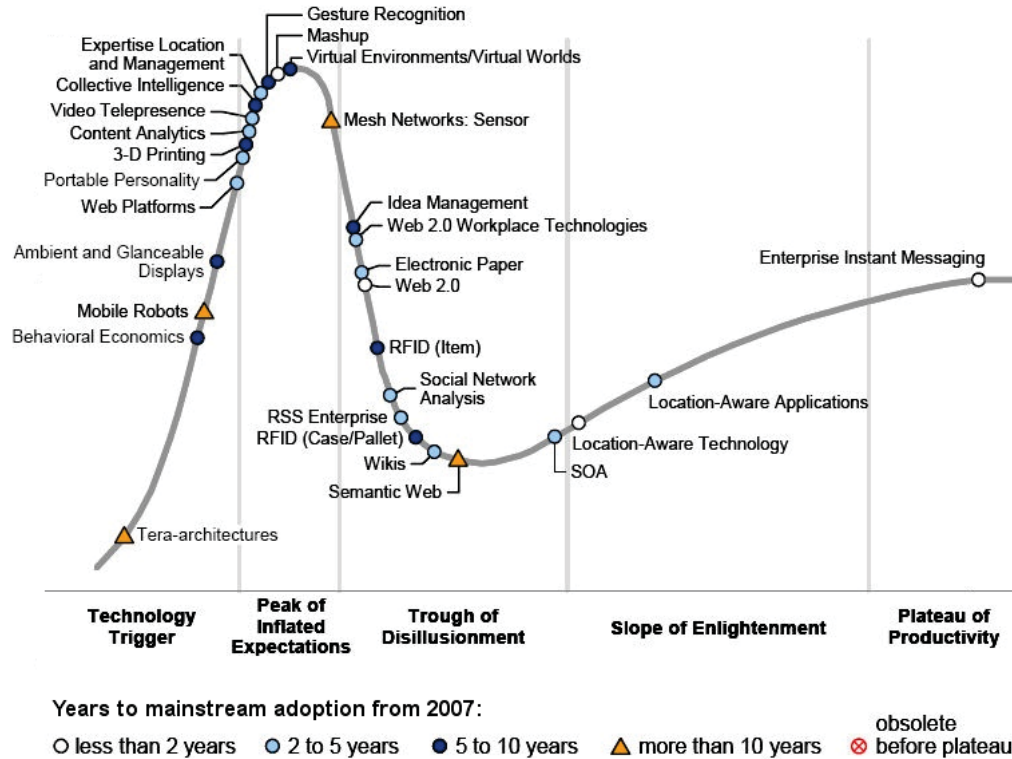 Gesture Recognition
Mashup
Virtual Environments/Virtual Worlds
Expertise Location
and Management
Collective Intelligence
Video Telepresence
Content Analytics
3-D Printing
Portable Personality
Web Platforms
Ambient and Glanceable
Displays
Mobile Robots
Behavioral Economics
Tera-architectures
Mesh Networks: Sensor
Idea Management
Web 2.0 Workplace Technologies
Electronic Paper
Web 2.0
RFID (Item)
Social Network
Analysis
RSS Enterprise
RFID (Case/Pallet)
Wikis
Semantic Web
Enterprise Instant Messaging
Location-Aware Applications
Location-Aware Technology
SOA
Technology
Trigger
Peak of
Inflated
Expectations
Trough of
Disillusionment
Slope of Enlightenment
Plateau of
Productivity
Years to mainstream adoption from 2007:
less than 2 years
2 to 5 years
5 to 10 years
more than 10 years
obsolete
before plateau